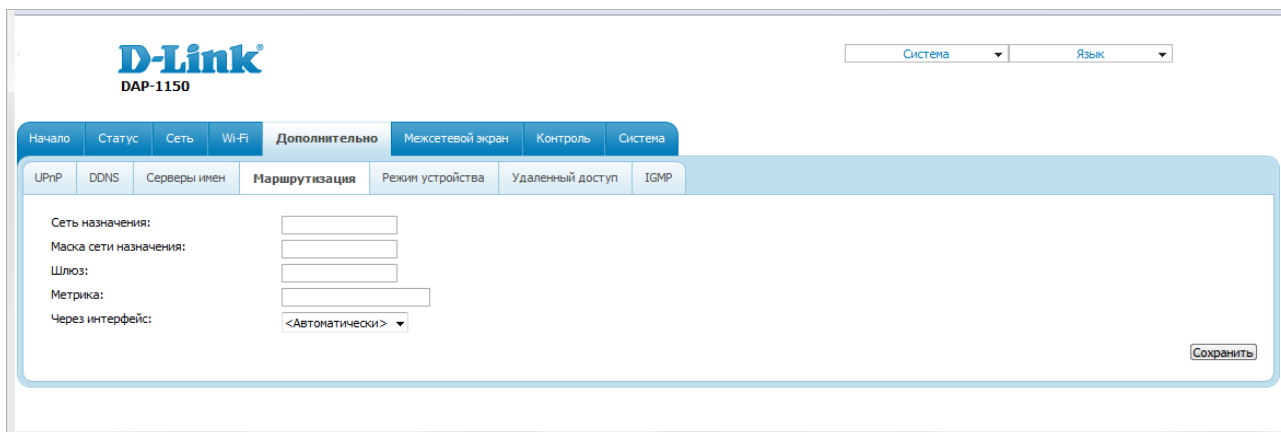 D-Link®
DAP-1150
Система Язык
Начало Статус Сеть Wi-Fi Дополнительно Межсетевой экран Контроль Система
UPnP DDNS Серверы имен Маршрутизация Режим устройства Удаленный доступ IGMP
Сеть назначения:
Маска сети назначения:
Шлюз:
Метрика:
Через интерфейс: <Автоматически>
Сохранить